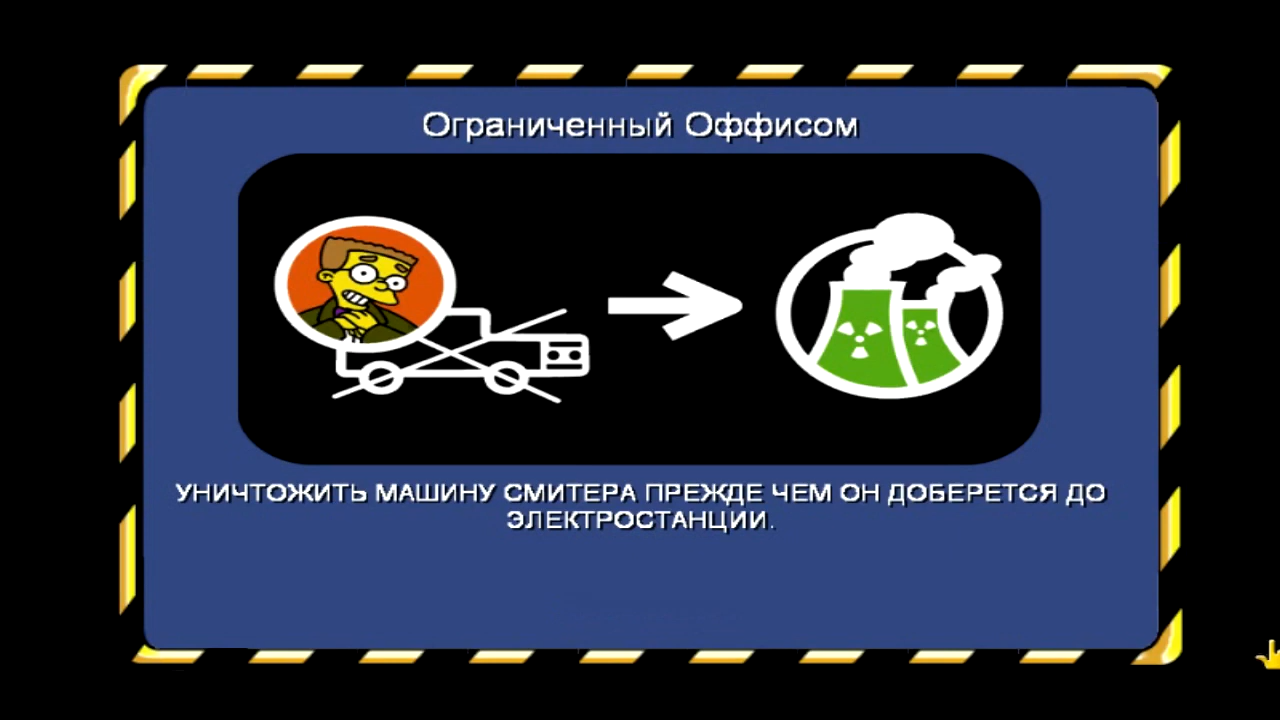 Ограниченный Оффисом
УНИЧТОЖИТЬ МАШИНУ СМИТЕРА ПРЕЖДЕ ЧЕМ ОН ДОБЕРЕТСЯ ДО
ЭЛЕКТРОСТАНЦИИ.